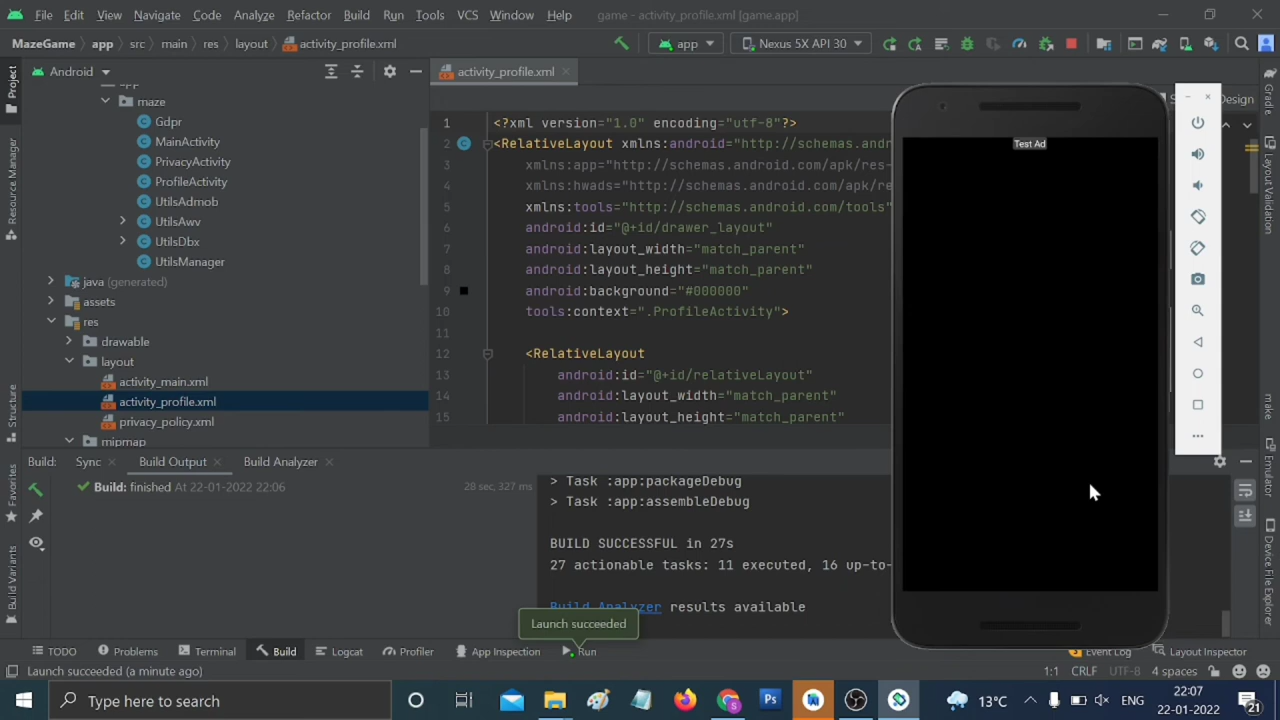 File Edit View Navigate Code Analyze Refactor Build Run Tools VCS Window Help game - activity_profile.xml [game.app]
MazeGame app src main res layout activity_profile.xml app Nexus 5X API 30
Android activity_profile.xml
Design
maze
Gdpr
MainActivity
PrivacyActivity
ProfileActivity
UtilsAdmob
UtilsAwv
UtilsDbx
UtilsManager
java (generated)
assets
res
drawable
layout
activity_main.xml
activity_profile.xml
privacy_policy.xml
mipmap
1 <?xml version="1.0" encoding="utf-8"?>
2 <RelativeLayout xmlns:android="http://schemas.and
3 xmlns:app="http://schemas.android.com/apk/res-
4 xmlns:hwads="http://schemas.android.com/apk/re
5 xmlns:tools="http://schemas.android.com/tools"
6 android:id="@+id/drawer_layout"
7 android:layout_width="match_parent"
8 android:layout_height="match_parent"
9 android:background="#000000"
10 tools:context=".ProfileActivity">
11
12 <RelativeLayout
13 android:id="@+id/relativeLayout"
14 android:layout_width="match_parent"
15 android:layout_height="match_parent"
Test Ad
Project
Resource Manager
Structure
Favorites
Build Variants
Gradle
Layout Validation
make
Emulator
Device File Explorer
Build: Sync Build Output Build Analyzer
Build: finished At 22-01-2022 22:06 28 sec, 327 ms
> Task :app:packageDebug
> Task :app:assembleDebug
BUILD SUCCESSFUL in 27s
27 actionable tasks: 11 executed, 16 up-to-
Build Analyzer results available
Launch succeeded
TODO Problems Terminal Build Logcat Profiler App Inspection Run Event Log Layout Inspector
Launch succeeded (a minute ago) 1:1 CRLF UTF-8 4 spaces
Type here to search 13°C ENG 22:07
22-01-2022 21